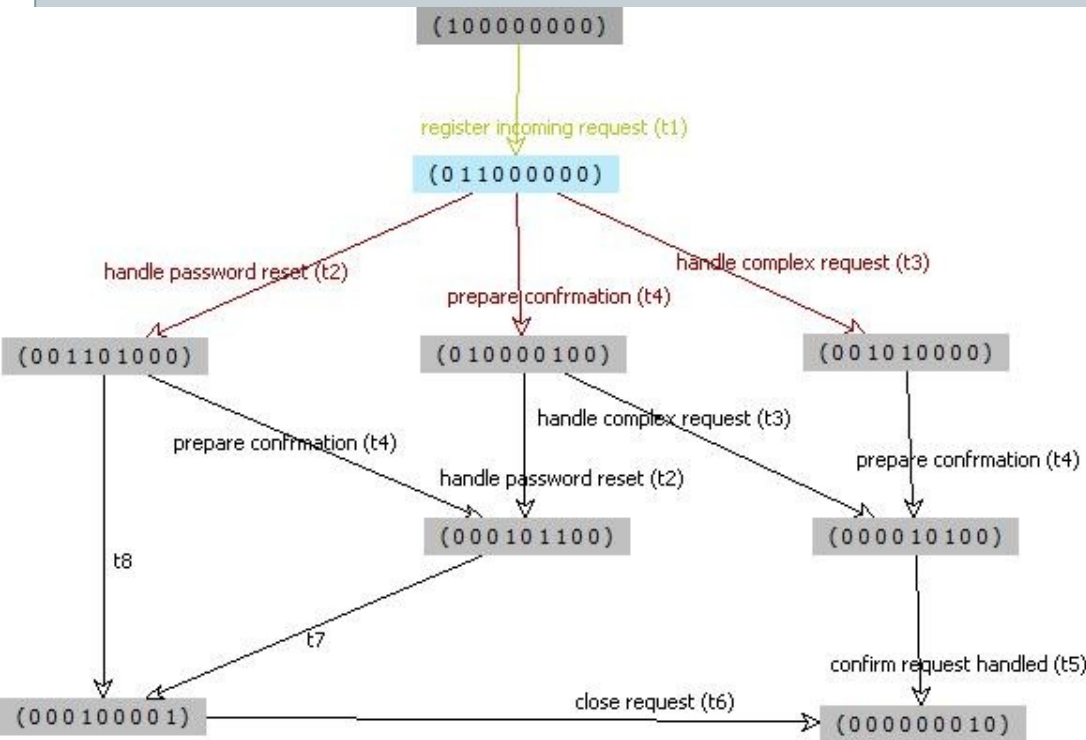 (100000000)
register incoming request (t1)
(011000000)
handle password reset (t2)
prepare confrmation (t4)
handle complex request (t3)
(001101000)
(010000100)
(001010000)
prepare confrmation (t4)
handle complex request (t3)
prepare confrmation (t4)
handle password reset (t2)
(000101100)
(000010100)
t8
t7
confirm request handled (t5)
close request (t6)
(000100001)
(000000010)